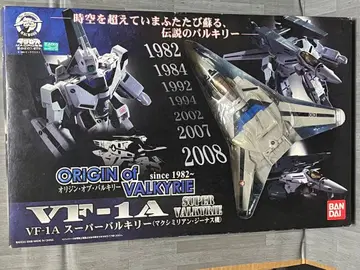 時空を超えていまふたたび蘇る、
伝説のバルキリー
1982
1984
1992
1994
2002
2007
2008
ORIGIN of
VALKYRIE
since 1982~
オリジン・オブ・バルキリー
VF-1A
SUPER
VALKYRIE
VF-1A スーパーバルキリー(マクシミリアン・ジーナス機)
BAN
DAI